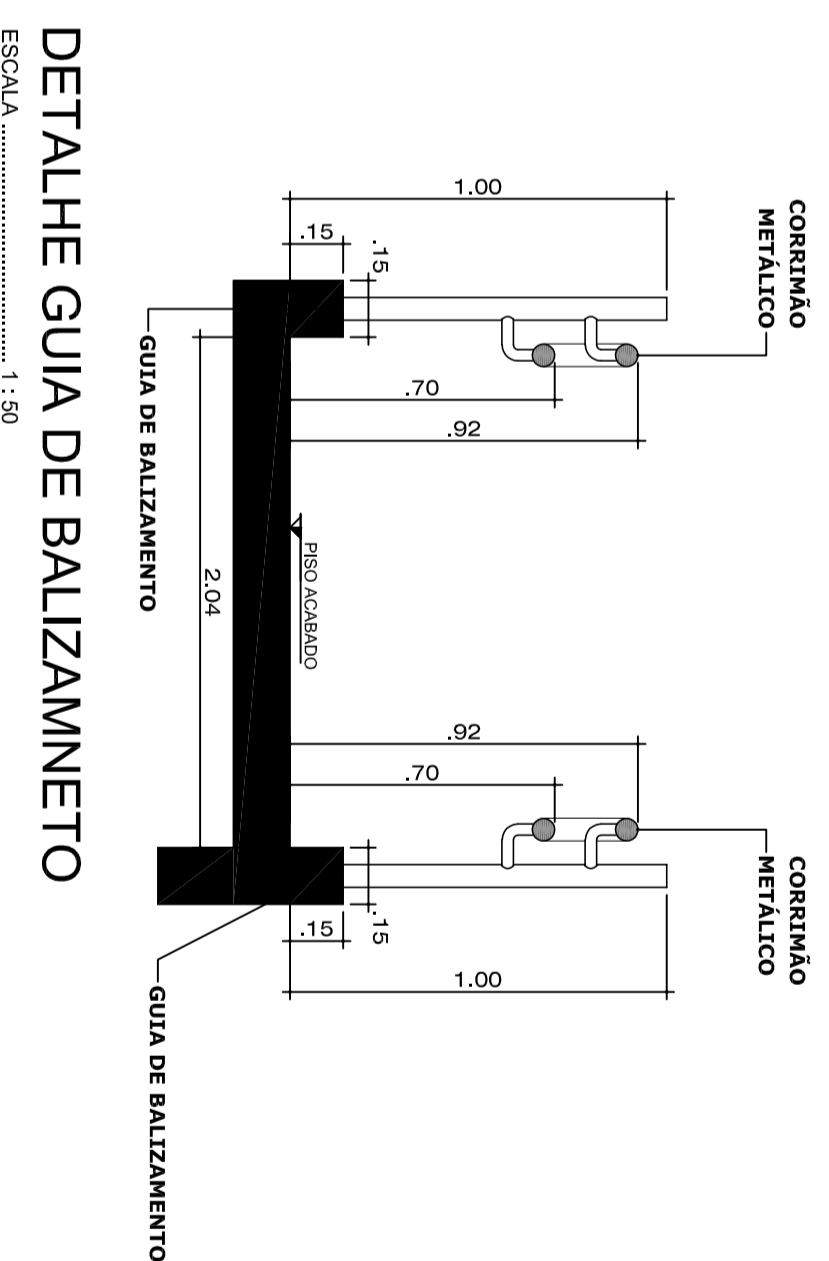 CORRIMÃO
METÁLICO
CORRIMÃO
METÁLICO
1.00
.15
.15
.70
.92
.92
.70
.15
.15
1.00
PISO ACABADO
2.04
GUIA DE BALIZAMENTO
GUIA DE BALIZAMENTO
DETALHE GUIA DE BALIZAMNETO
ESCALA ............................................. 1 : 50